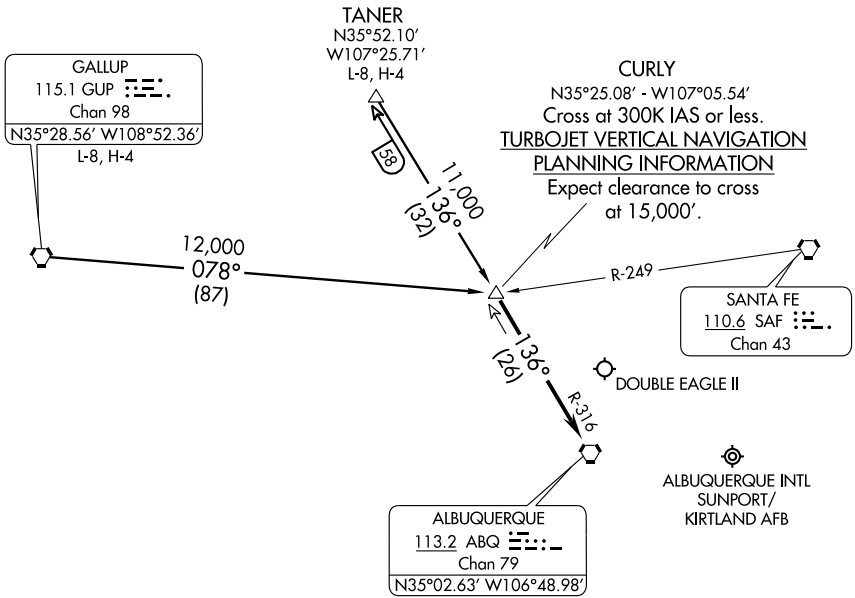 TANER
N35°52.10'
W107°25.71'
L-8, H-4
GALLUP
115.1 GUP
Chan 98
N35°28.56' W108°52.36'
L-8, H-4
CURLY
N35°25.08' - W107°05.54'
Cross at 300K IAS or less.
TURBOJET VERTICAL NAVIGATION
PLANNING INFORMATION
Expect clearance to cross
at 15,000'.
58
11,000
136°
(32)
12,000
078°
(87)
R-249
SANTA FE
110.6 SAF
Chan 43
136°
(26)
R-316
DOUBLE EAGLE II
ALBUQUERQUE INTL
SUNPORT/
KIRTLAND AFB
ALBUQUERQUE
113.2 ABQ
Chan 79
N35°02.63' W106°48.98'